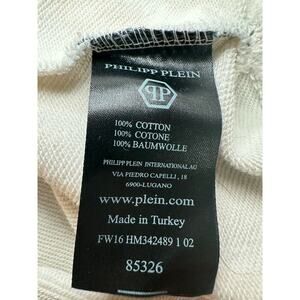 PHILIPP PLEIN
PP
100% COTTON
100% COTONE
100% BAUMWOLLE
PHILIPP PLEIN INTERNATIONAL AG
VIA PIEDRO CAPELLI , 18
6900-LUGANO
www.plein.com
Made in Turkey
FW16 HM342489 1 02
85326